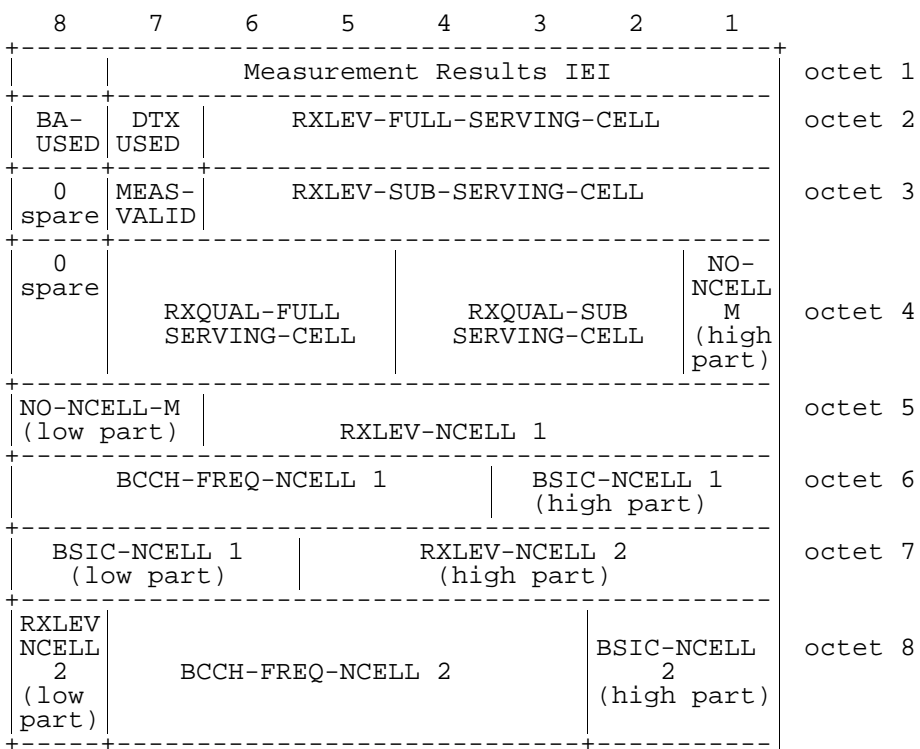 8 7 6 5 4 3 2 1
Measurement Results IEI octet 1
BA- DTX RXLEV-FULL-SERVING-CELL octet 2
USED USED
0 MEAS- RXLEV-SUB-SERVING-CELL octet 3
spare VALID
0 NO-
spare NCELL
RXQUAL-FULL RXQUAL-SUB M octet 4
SERVING-CELL SERVING-CELL (high
part)
NO-NCELL-M octet 5
(low part) RXLEV-NCELL 1
BCCH-FREQ-NCELL 1 BSIC-NCELL 1 octet 6
(high part)
BSIC-NCELL 1 RXLEV-NCELL 2 octet 7
(low part) (high part)
RXLEV
NCELL BSIC-NCELL octet 8
2 BCCH-FREQ-NCELL 2 2
(low (high part)
part)